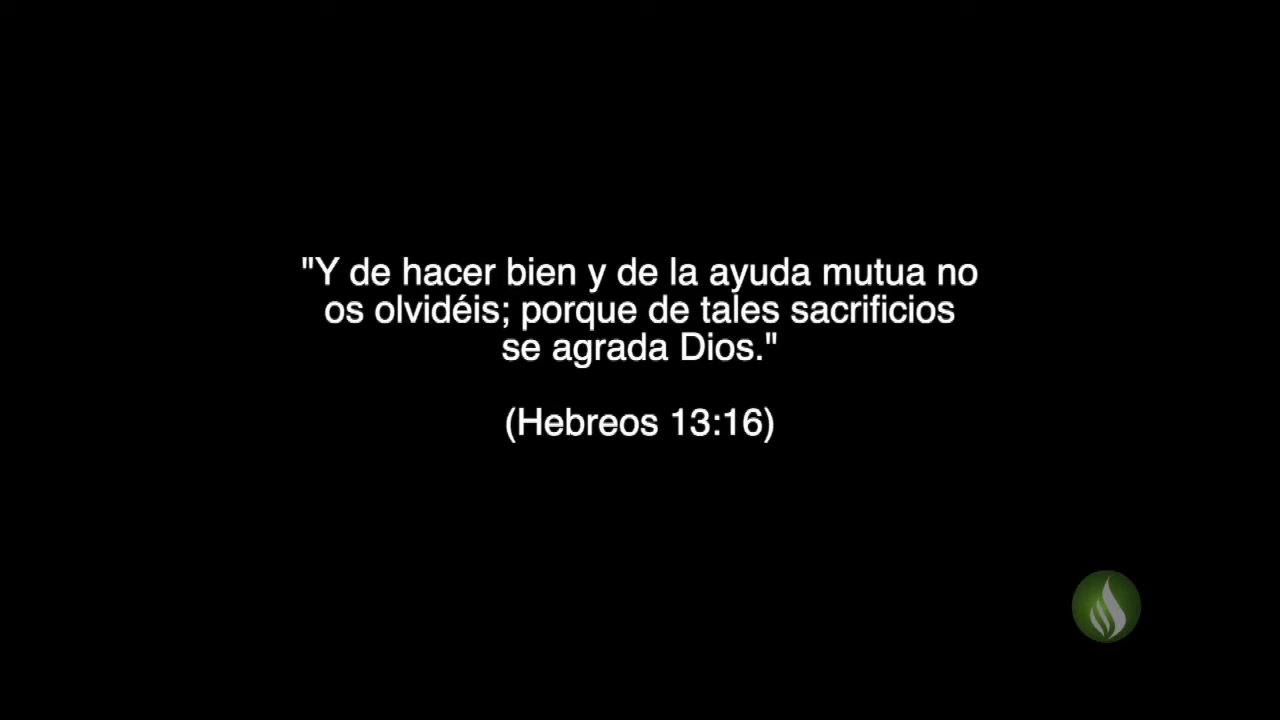 "Y de hacer bien y de la ayuda mutua no
os olvidéis; porque de tales sacrificios
se agrada Dios."
(Hebreos 13:16)